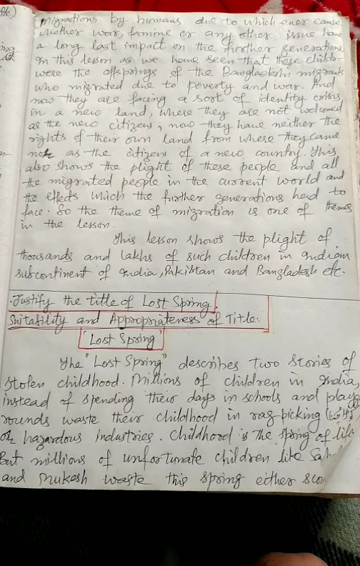 Migrations by humans due to which ever cause
whether war famine or any other issue have
a long last impact on the further generations.
In this lesson as we have seen that these children
were the offsprings of the Bangladeshi migrants
who migrated due to poverty and war. And
now they are facing a sort of identity crisis
in a new land, where they are not welcomed
as the new citizens, now they have neither the
rights of their own land from where they came
as the citizens of a new country. This
also shows the plight of these people and all
the migrated people in the current world and
the effects which the further generations had to
face. So the theme of migration is one of themes
in the lesson.
This lesson shows the plight of
thousands and lakhs of such children in Indian
subcontinent of India, Pakistan and Bangladesh etc.
Justify the title of Lost Spring
Suitability and Appropriateness of Title.
'Lost Spring'
The "Lost Spring" describes Two Stories of
stolen childhood. Millions of children in India
instead of spending their days in schools and play
rounds waste their childhood in rag-picking
or hazardous industries. Childhood is the spring of life
But millions of unfortunate children like
and Mukesh waste this spring either